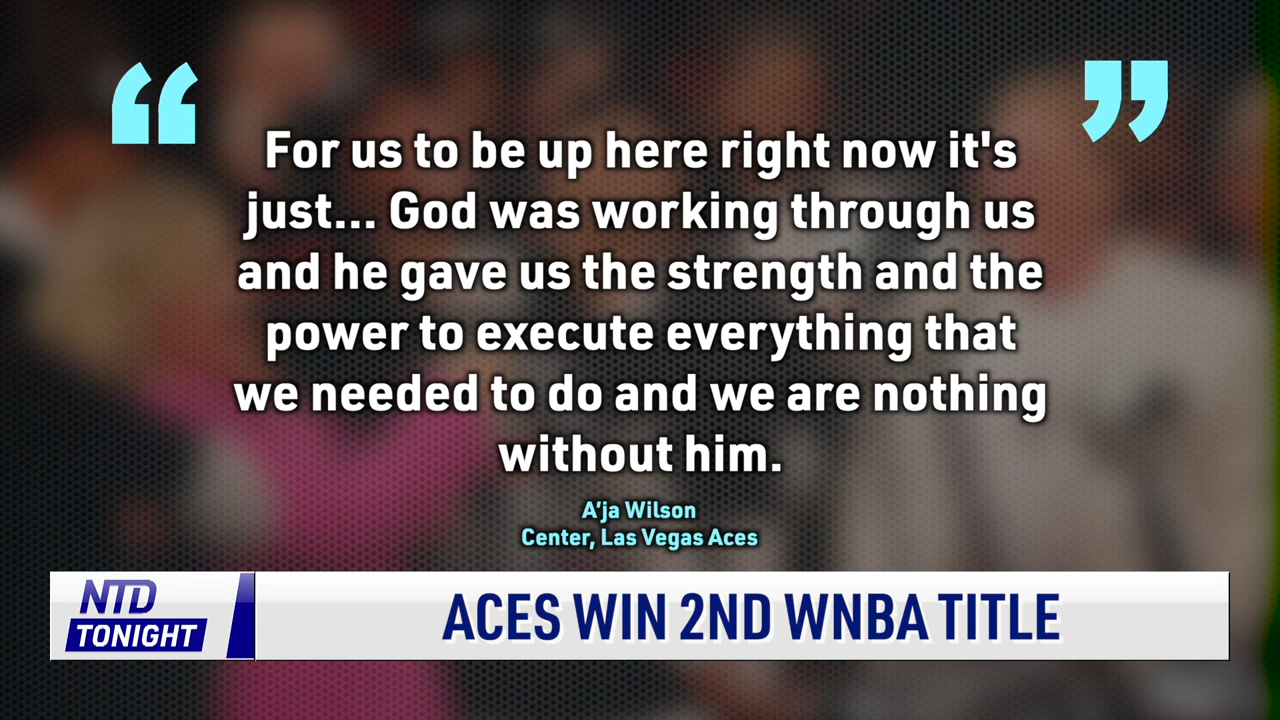 “ ”
For us to be up here right now it's
just... God was working through us
and he gave us the strength and the
power to execute everything that
we needed to do and we are nothing
without him.
A’ja Wilson
Center, Las Vegas Aces
NTD
TONIGHT
ACES WIN 2ND WNBA TITLE